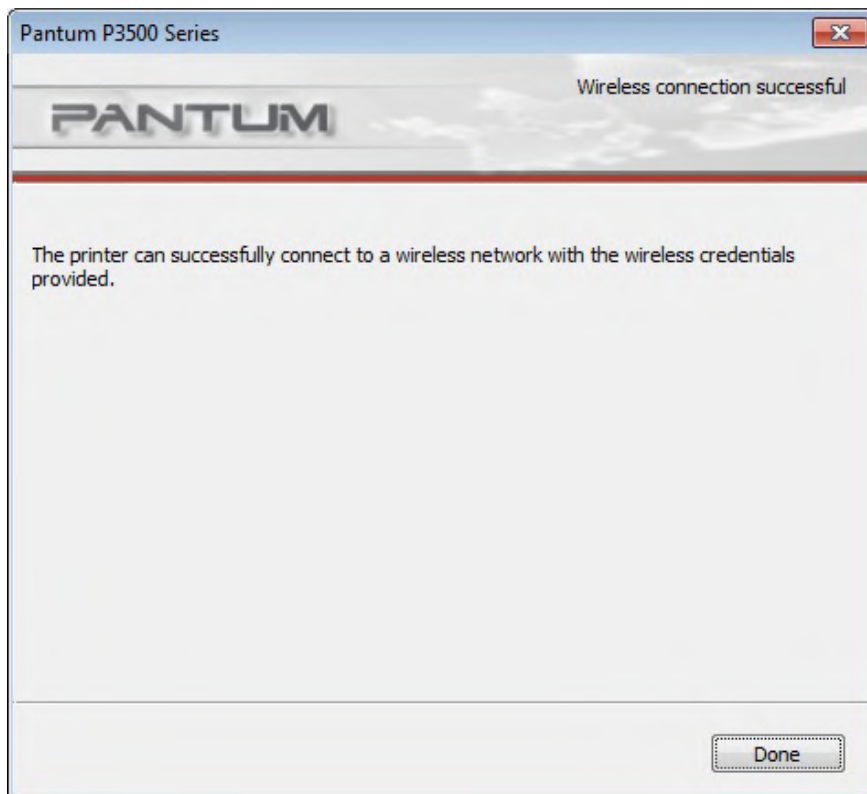 Pantum P3500 Series
Wireless connection successful
PANTUM
The printer can successfully connect to a wireless network with the wireless credentials
provided.
Done